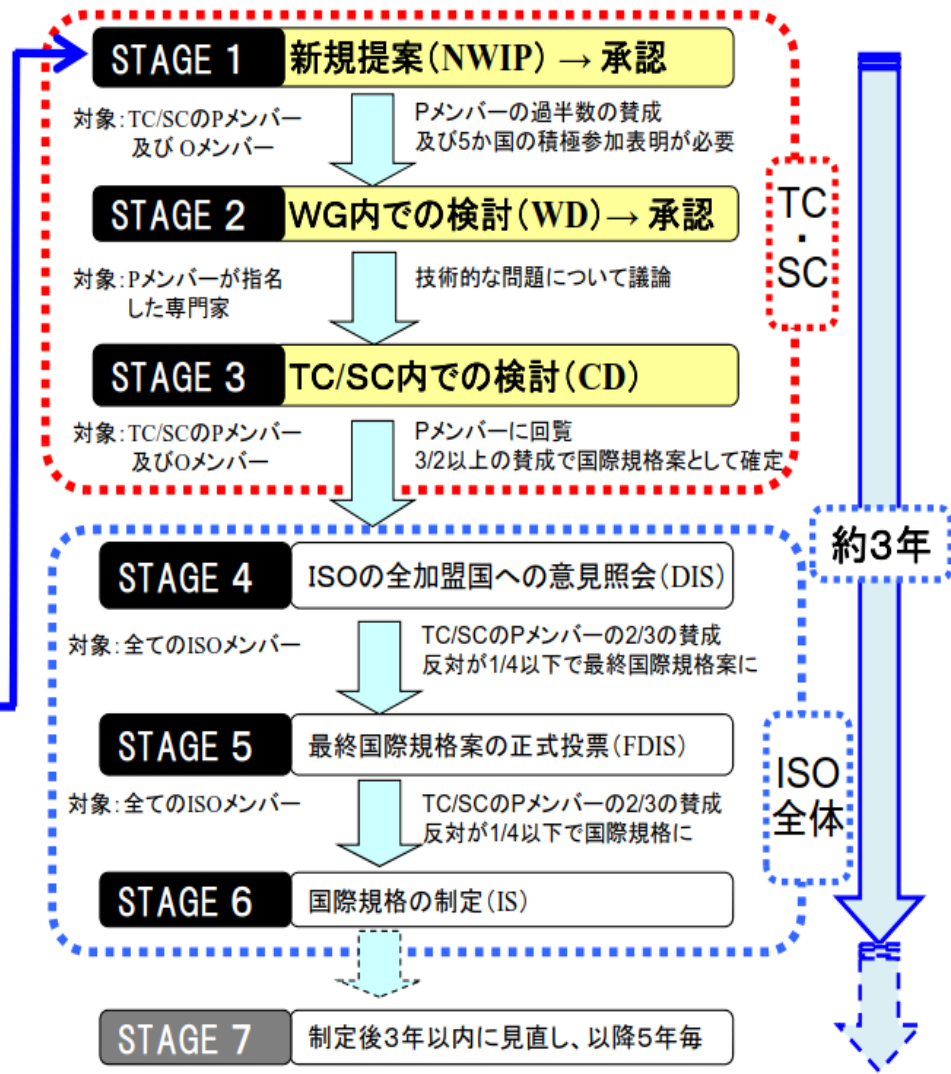 STAGE 1 新規提案(NWIP) → 承認
対象:TC/SCのPメンバー
及び Oメンバー
Pメンバーの過半数の賛成
及び5か国の積極参加表明が必要
STAGE 2 WG内での検討(WD)→ 承認
対象:Pメンバーが指名
した専門家
技術的な問題について議論
STAGE 3 TC/SC内での検討(CD)
対象:TC/SCのPメンバー
及びOメンバー
Pメンバーに回覧
3/2以上の賛成で国際規格案として確定
TC
・
SC
STAGE 4 ISOの全加盟国への意見照会(DIS)
対象:全てのISOメンバー
TC/SCのPメンバーの2/3の賛成
反対が1/4以下で最終国際規格案に
STAGE 5 最終国際規格案の正式投票(FDIS)
対象:全てのISOメンバー
TC/SCのPメンバーの2/3の賛成
反対が1/4以下で国際規格に
STAGE 6 国際規格の制定(IS)
ISO
全体
約3年
STAGE 7 制定後3年以内に見直し、以降5年毎